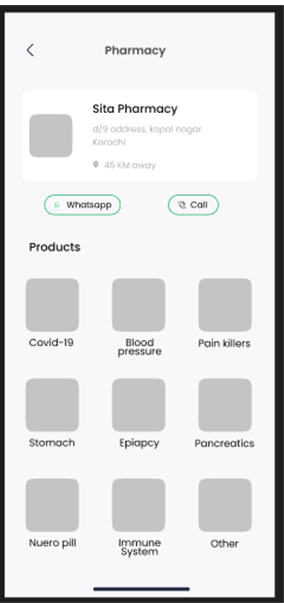 Pharmacy
Sita Pharmacy
d/9 address, kopal nagar
Karachi
45 KM away
Whatsapp
Call
Products
Covid-19
Blood
pressure
Pain killers
Stomach
Epiapcy
Pancreatics
Nuero pill
Immune
System
Other